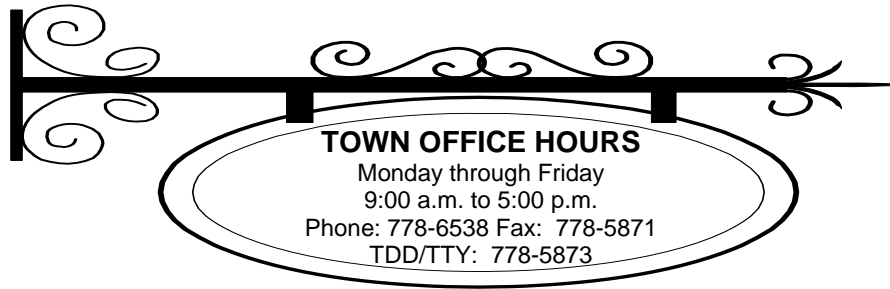 TOWN OFFICE HOURS
Monday through Friday
9:00 a.m. to 5:00 p.m.
Phone: 778-6538 Fax:  778-5871
TDD/TTY:  778-5873